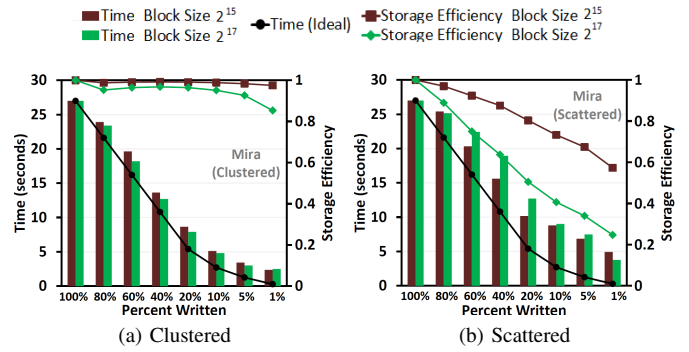 Time Block Size 2^15
Time Block Size 2^17
Time (Ideal)
Storage Efficiency Block Size 2^15
Storage Efficiency Block Size 2^17
Time (seconds)
30
25
20
15
10
5
0
Mira
(Clustered)
1
0.8
0.6
0.4
0.2
0
Storage Efficiency
100% 80% 60% 40% 20% 10% 5% 1%
Percent Written
(a) Clustered
Time (seconds)
30
25
20
15
10
5
0
Mira
(Scattered)
1
0.8
0.6
0.4
0.2
0
Storage Efficiency
100% 80% 60% 40% 20% 10% 5% 1%
Percent Written
(b) Scattered